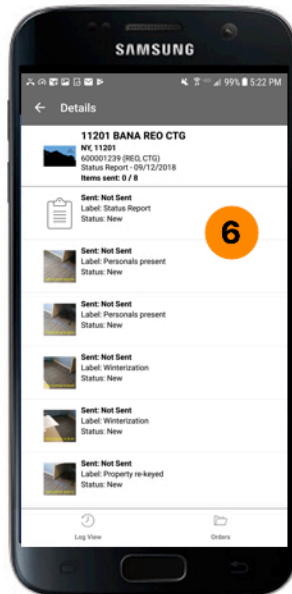 SAMSUNG
99% 5:22 PM
← Details
11201 BANA REO CTG
NY, 11201
600001239 (REO, CTG)
Status Report - 09/12/2018
Items sent: 0 / 8
Sent: Not Sent
Label: Status Report
Status: New
6
Sent: Not Sent
Label: Personals present
Status: New
Sent: Not Sent
Label: Personals present
Status: New
Sent: Not Sent
Label: Winterization
Status: New
Sent: Not Sent
Label: Winterization
Status: New
Sent: Not Sent
Label: Property re-keyed
Status: New
Log View
Orders